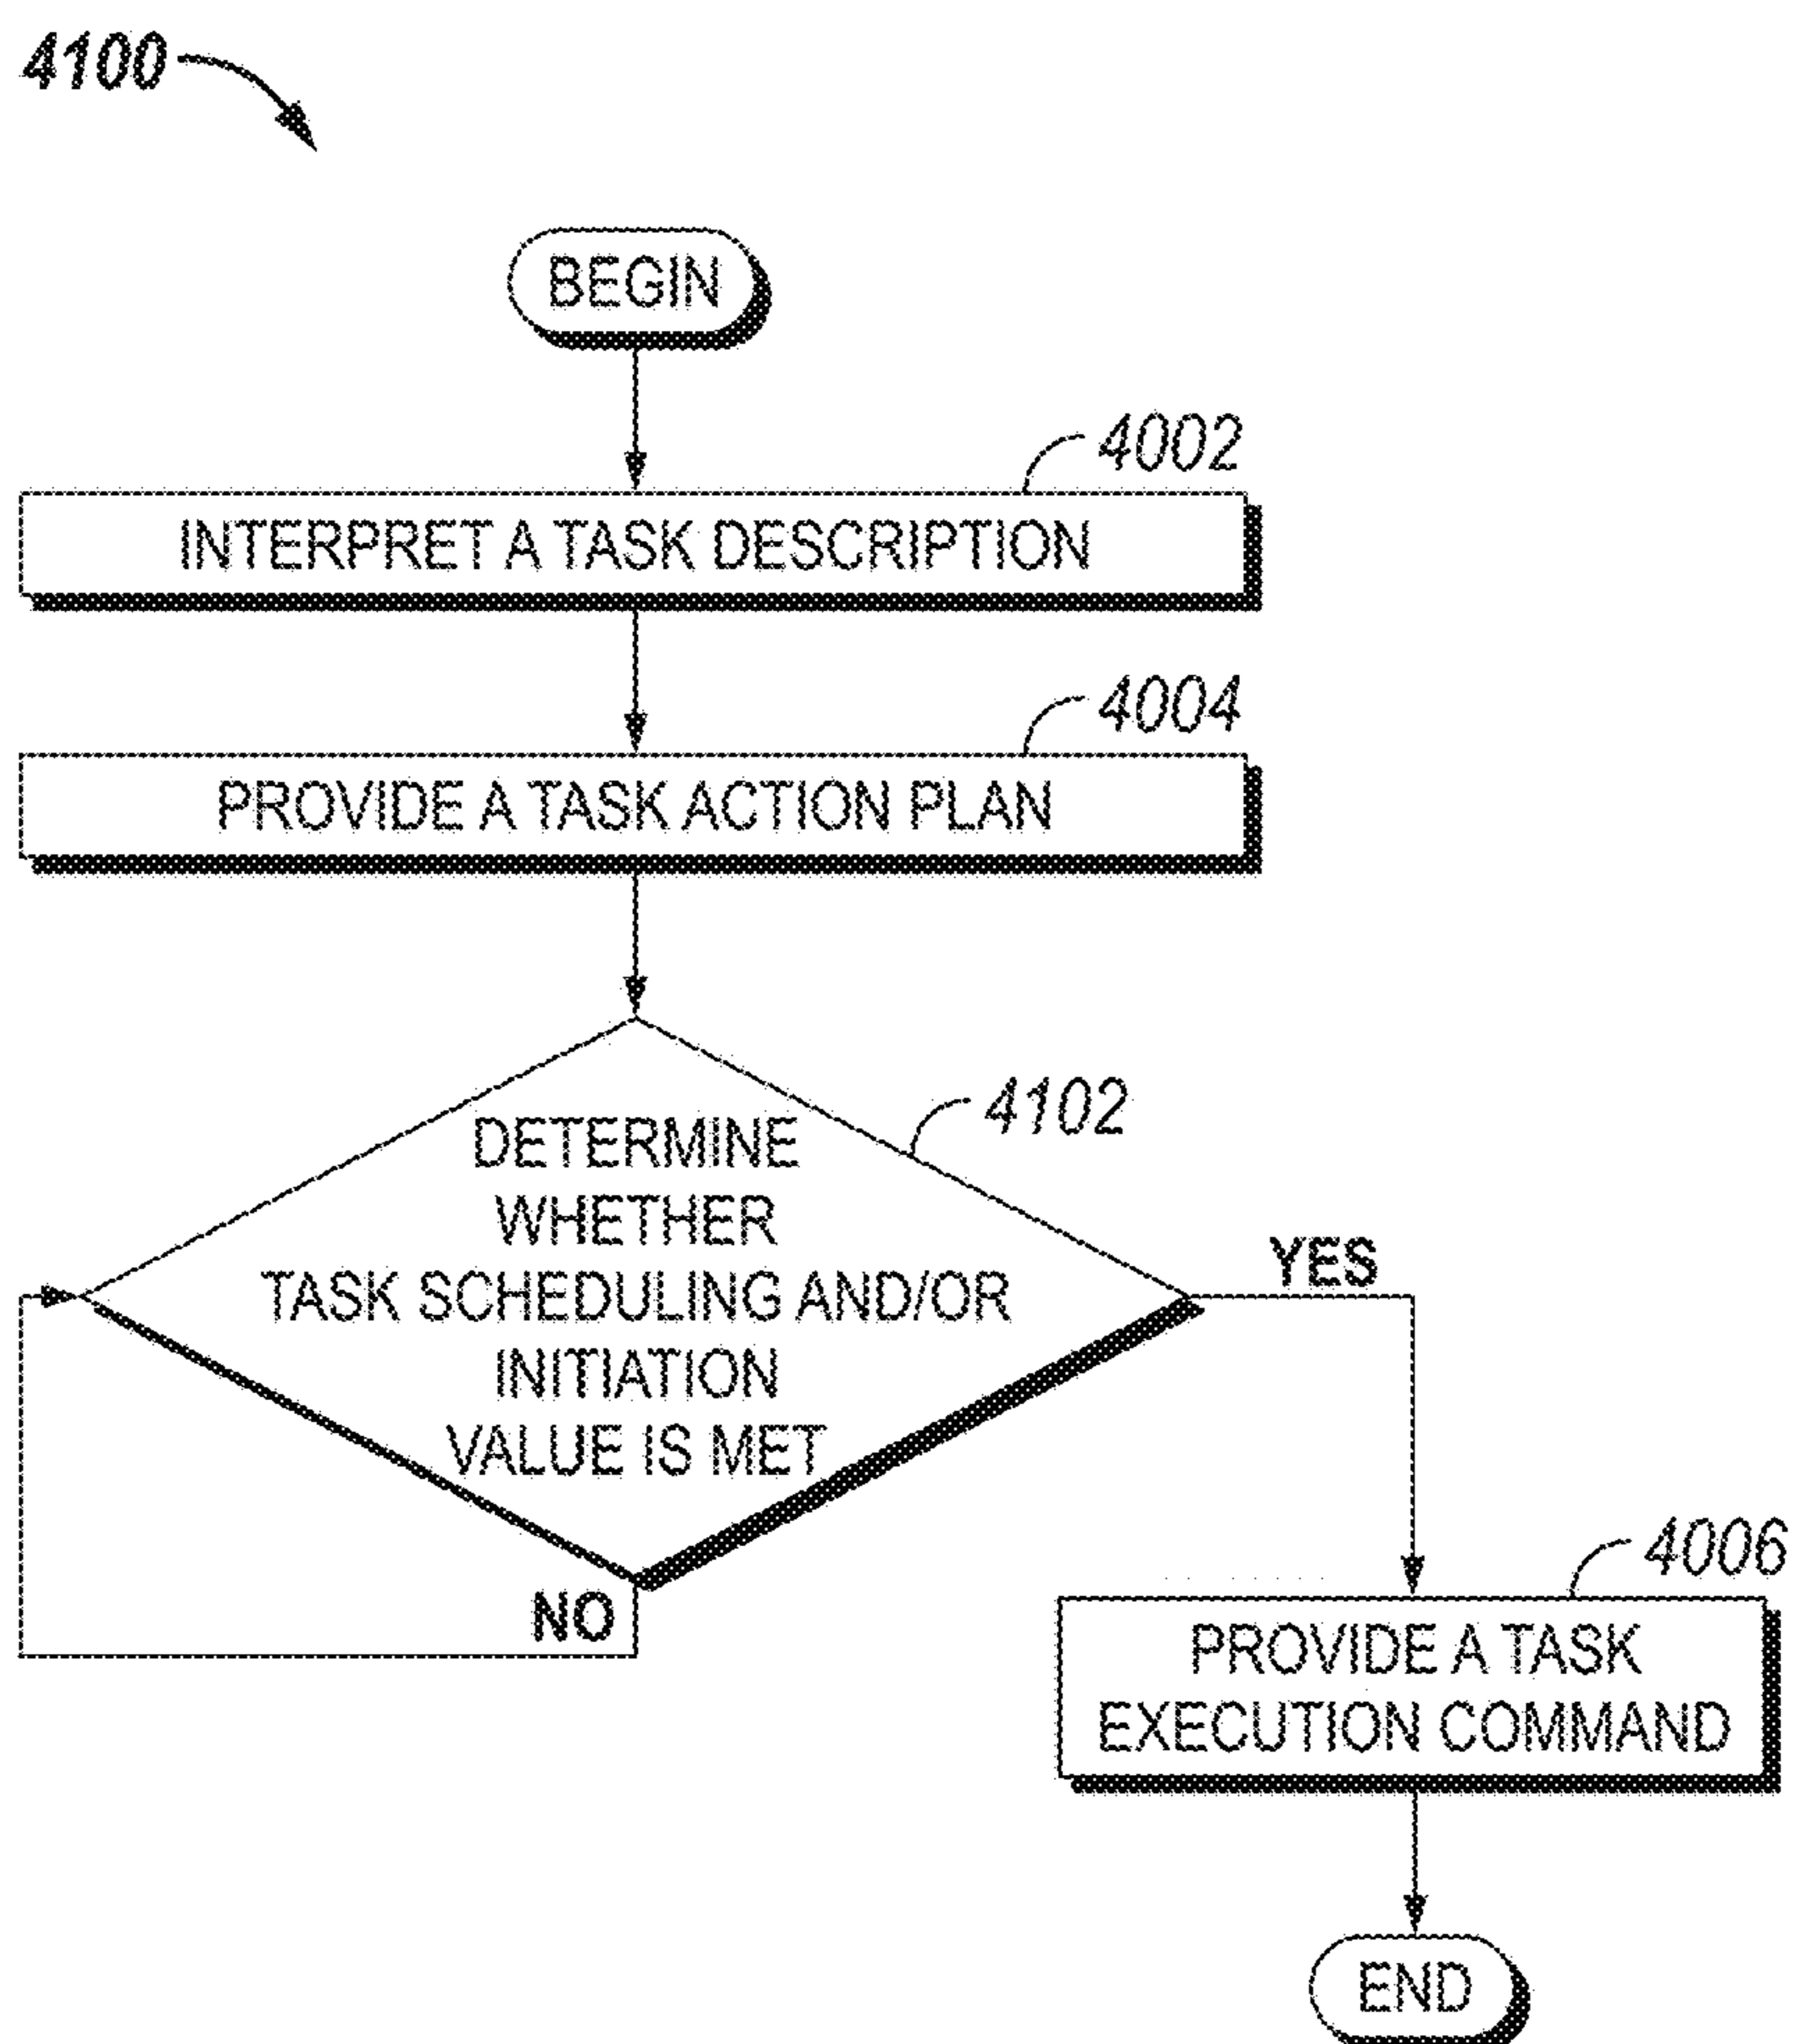 4100
BEGIN
4002
INTERPRET A TASK DESCRIPTION
4004
PROVIDE A TASK ACTION PLAN
4102
DETERMINE
WHETHER
TASK SCHEDULING AND/OR
INITIATION
VALUE IS MET
YES
NO
4006
PROVIDE A TASK
EXECUTION COMMAND
END